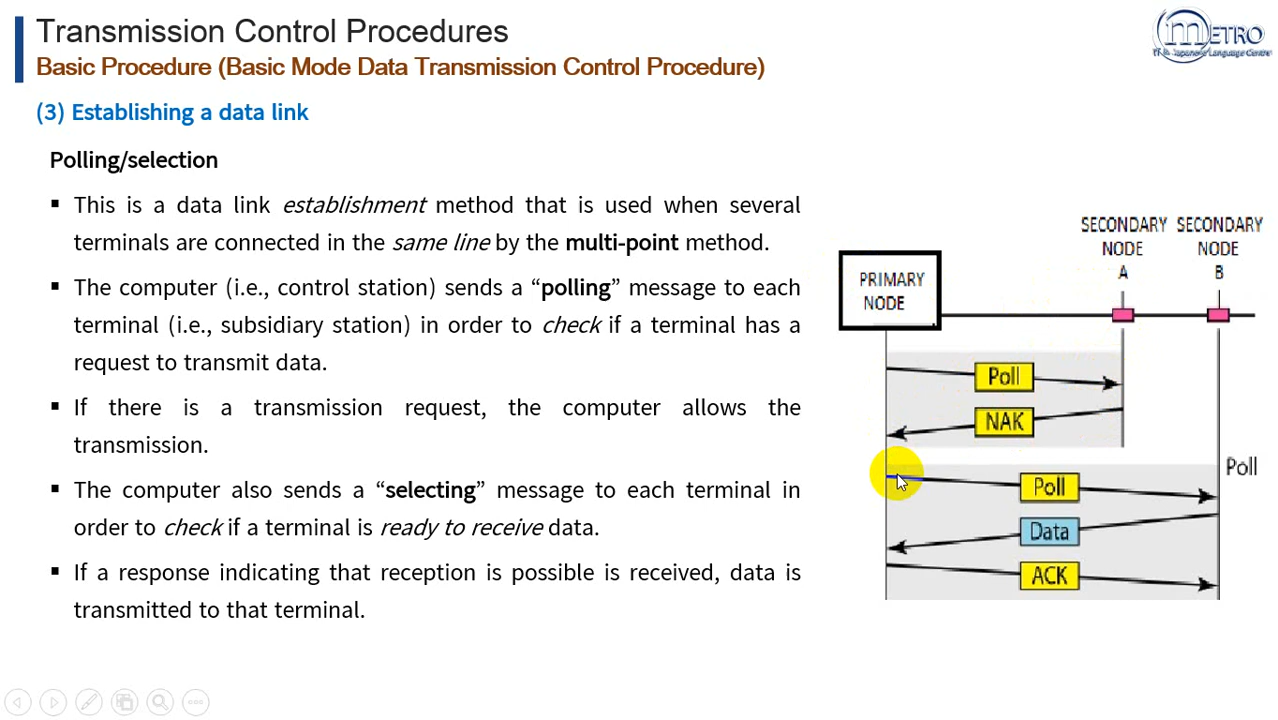 Transmission Control Procedures
Basic Procedure (Basic Mode Data Transmission Control Procedure)
METRO
IT & Japanese Language Centre
(3) Establishing a data link
Polling/selection
▪ This is a data link establishment method that is used when several
terminals are connected in the same line by the multi-point method.
▪ The computer (i.e., control station) sends a “polling” message to each
terminal (i.e., subsidiary station) in order to check if a terminal has a
request to transmit data.
▪ If there is a transmission request, the computer allows the
transmission.
▪ The computer also sends a “selecting” message to each terminal in
order to check if a terminal is ready to receive data.
▪ If a response indicating that reception is possible is received, data is
transmitted to that terminal.
SECONDARY
NODE
A
SECONDARY
NODE
B
PRIMARY
NODE
Poll
NAK
Poll
Poll
Data
ACK